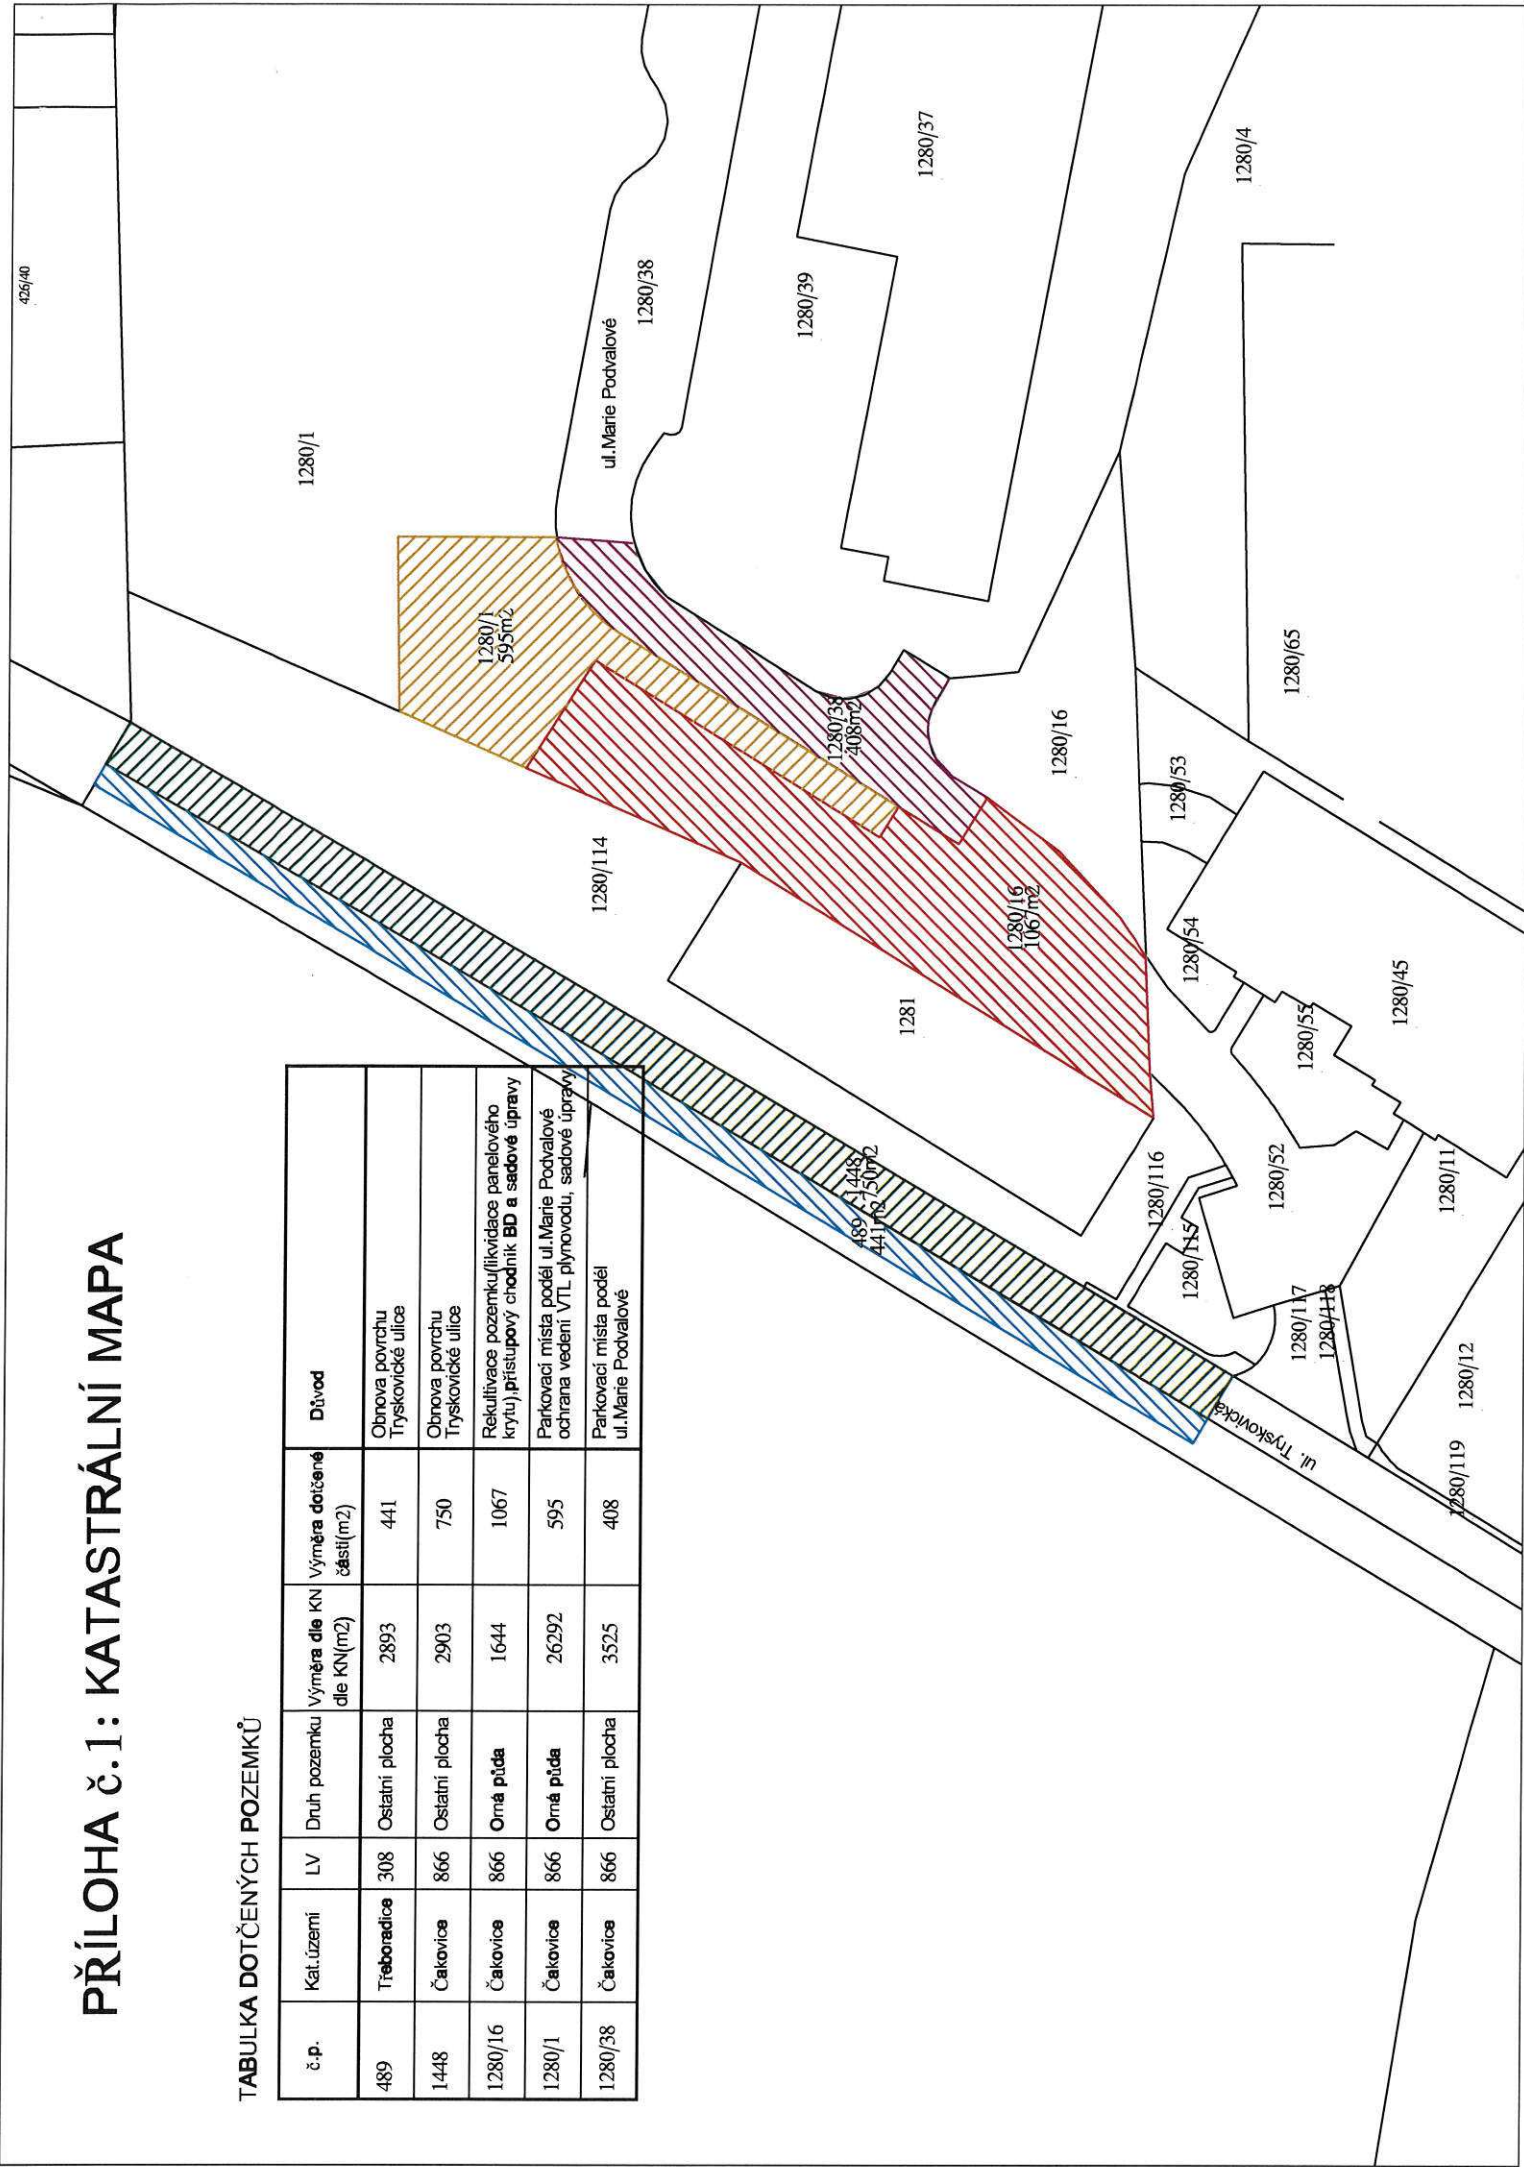 PŘÍLOHA č.1: KATASTRÁLNÍ MAPA
TABULKA DOTČENÝCH POZEMKŮ
č.p. Kat.území LV Druh pozemku Výměra dle KN dle KN(m2) Výměra dotčené části(m2) Důvod
489 Třeboradice 308 Ostatní plocha 2893 441 Obnova povrchu
Tryskovické ulice
1448 Čakovice 866 Ostatní plocha 2903 750 Obnova povrchu
Tryskovické ulice
1280/16 Čakovice 866 Orná půda 1644 1067 Rekultivace pozemku(likvidace panelového
krytu),přístupový chodník BD a sadové úpravy
1280/1 Čakovice 866 Orná půda 26292 595 Parkovací místa podél ul.Marie Podvalové
ochrana vedení VTL plynovodu, sadové úpravy
1280/38 Čakovice 866 Ostatní plocha 3525 408 Parkovací místa podél
ul.Marie Podvalové
426/40
1280/1
ul.Marie Podvalové
1280/38
1280/39
1280/37
1280/4
1280/1
595m2
1280/38
408m2
1280/114
1280/16
1280/65
1280/53
1280/16
1067m2
1281
1280/54
1280/55
1280/45
1448
750m2
489
441m2
1280/116
1280/52
1280/11
1280/115
1280/117
1280/118
1280/12
1280/119
ul. Tryskovická